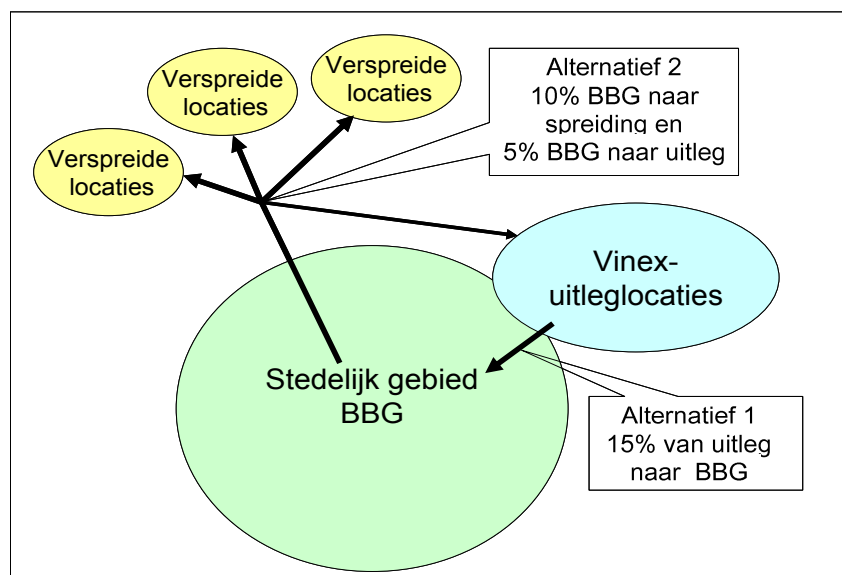 Verspreide
locaties
Verspreide
locaties
Verspreide
locaties
Alternatief 2
10% BBG naar
spreiding en
5% BBG naar uitleg
Vinex-
uitleglocaties
Stedelijk gebied
BBG
Alternatief 1
15% van uitleg
naar BBG